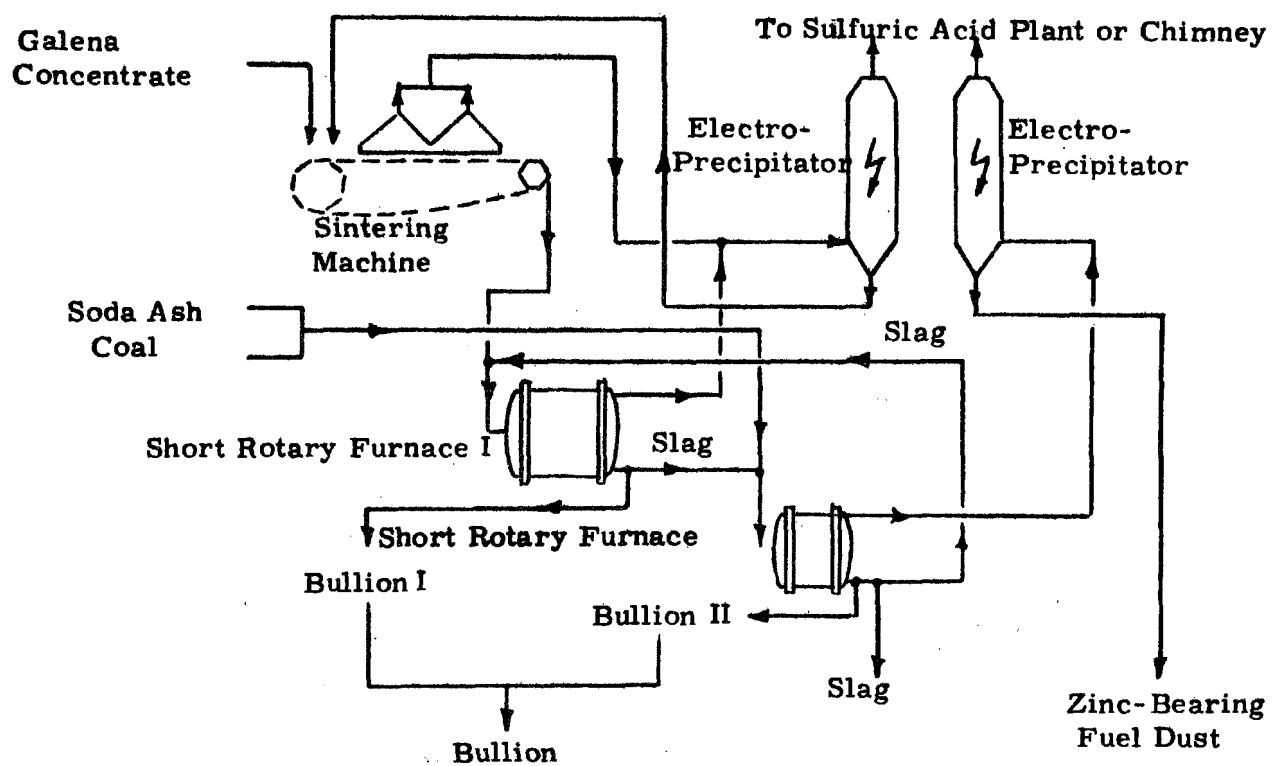 To Sulfuric Acid Plant or Chimney
Galena
Concentrate
Electro-
Precipitator
Electro-
Precipitator
Sintering
Machine
Soda Ash
Coal
Slag
Short Rotary Furnace I
Slag
Short Rotary Furnace
Bullion I
Bullion II
Slag
Zinc-Bearing
Fuel Dust
Bullion